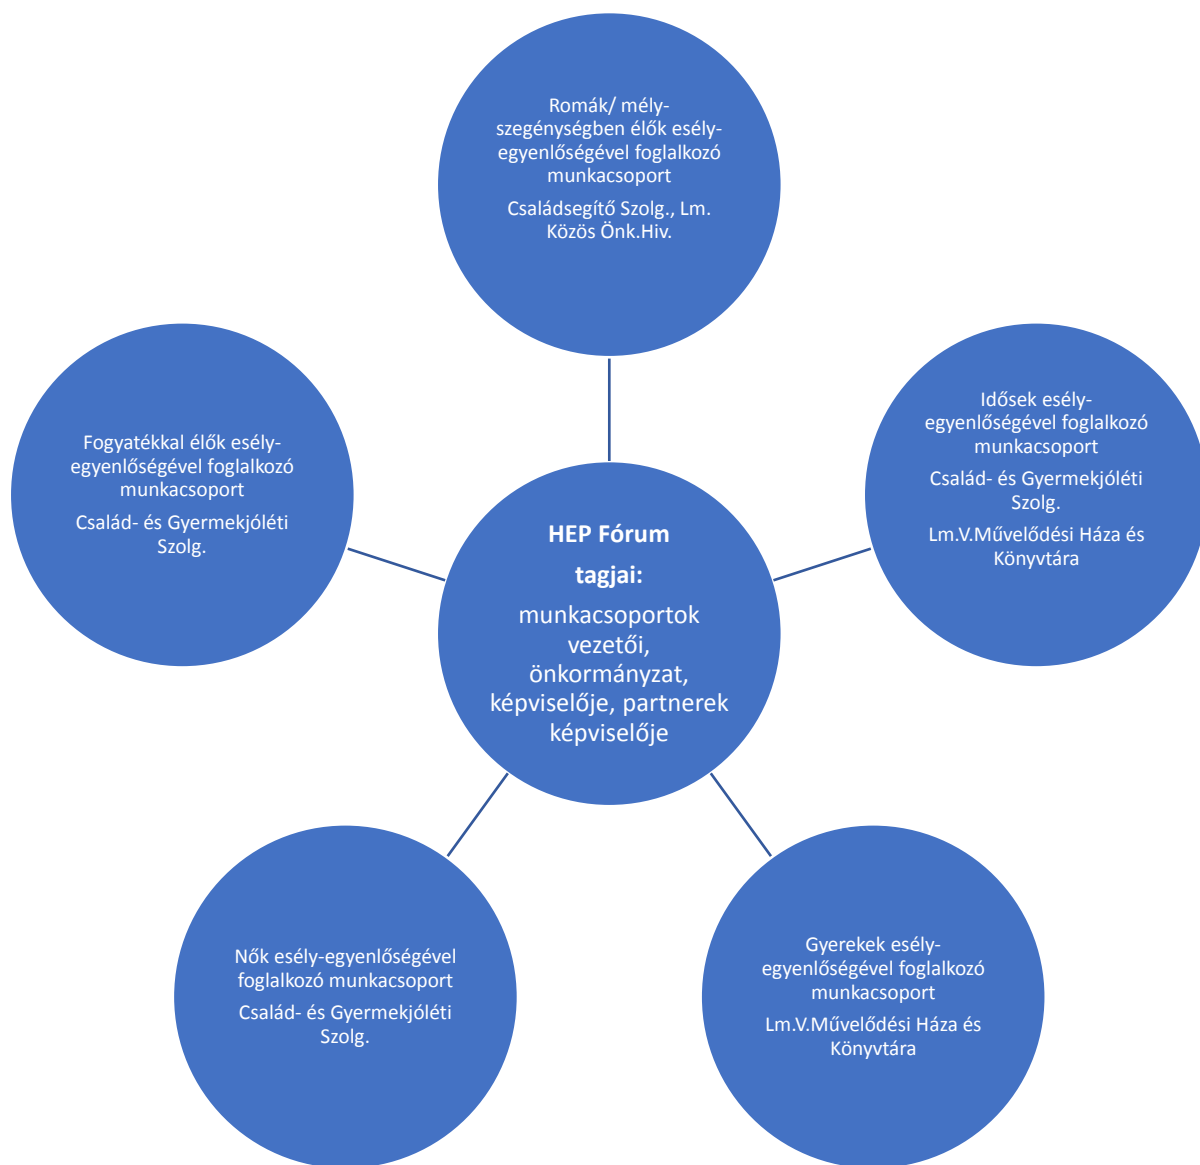 Romák/ mély-
szegénységben élők esély-
egyenlőségével foglalkozó
munkacsoport
Családsegítő Szolg., Lm.
Közös Önk.Hiv.
Idősek esély-
egyenlőségével foglalkozó
munkacsoport
Család- és Gyermekjóléti
Szolg.
Lm.V.Művelődési Háza és
Könyvtára
Fogyatékkal élők esély-
egyenlőségével foglalkozó
munkacsoport
Család- és Gyermekjóléti
Szolg.
HEP Fórum
tagjai:
munkacsoportok
vezetői,
önkormányzat,
képviselője, partnerek
képviselője
Nők esély-egyenlőségével
foglalkozó munkacsoport
Család- és Gyermekjóléti
Szolg.
Gyerekek esély-
egyenlőségével foglalkozó
munkacsoport
Lm.V.Művelődési Háza és
Könyvtára